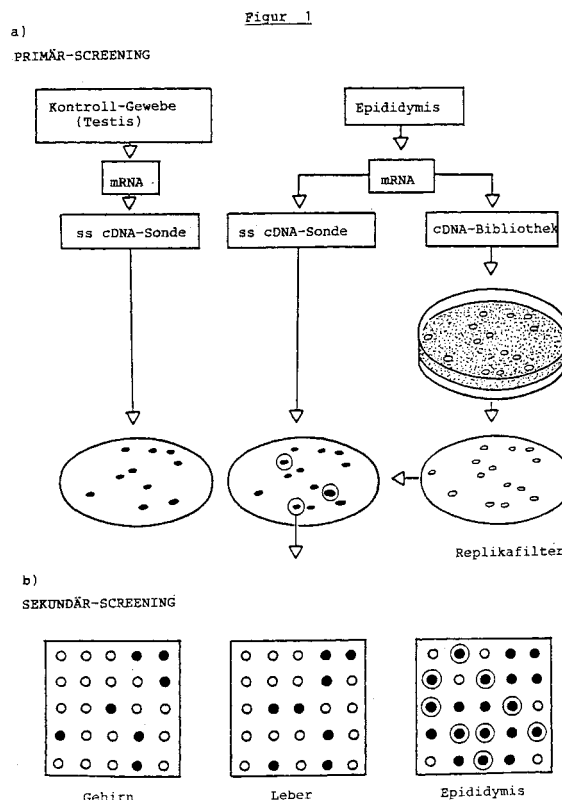 Figur 1
a)
PRIMÄR-SCREENING
Kontroll-Gewebe
(Testis)
Epididymis
mRNA
mRNA
ss cDNA-Sonde
ss cDNA-Sonde
cDNA-Bibliothek
Replikafilter
b)
SEKUNDÄR-SCREENING
Gehirn
Leber
Epididymis